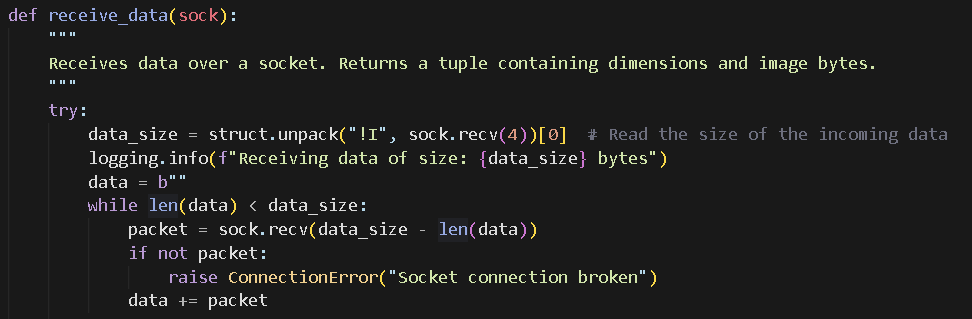 def receive_data(sock):
    """
    Receives data over a socket. Returns a tuple containing dimensions and image bytes.
    """
    try:
        data_size = struct.unpack("!I", sock.recv(4))[0]  # Read the size of the incoming data
        logging.info(f"Receiving data of size: {data_size} bytes")
        data = b""
        while len(data) < data_size:
            packet = sock.recv(data_size - len(data))
            if not packet:
                raise ConnectionError("Socket connection broken")
            data += packet